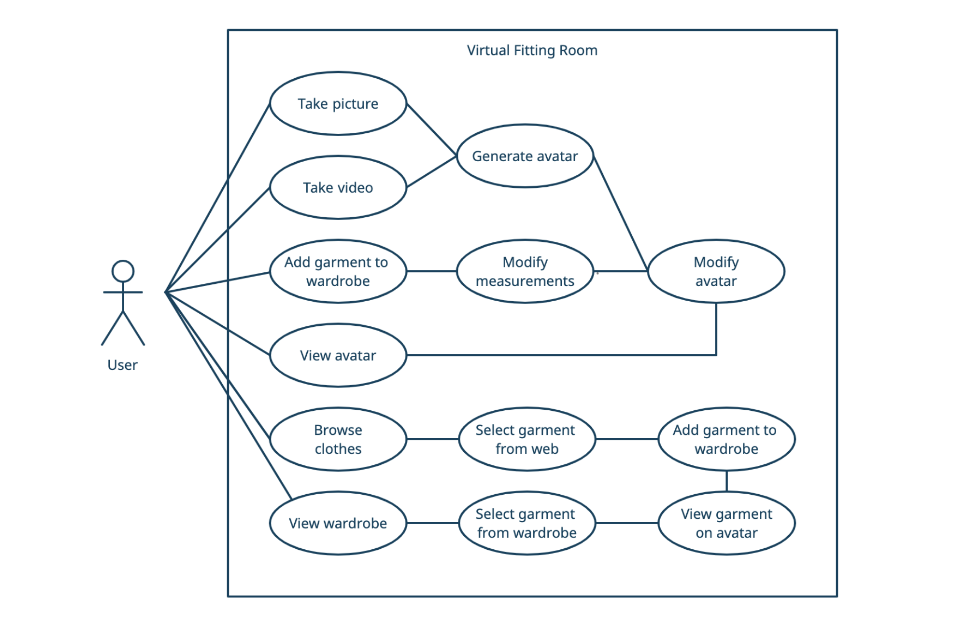 Virtual Fitting Room
Take picture
Generate avatar
Take video
Add garment to
wardrobe
Modify
measurements
Modify
avatar
User
View avatar
Browse
clothes
Select garment
from web
Add garment to
wardrobe
View wardrobe
Select garment
from wardrobe
View garment
on avatar